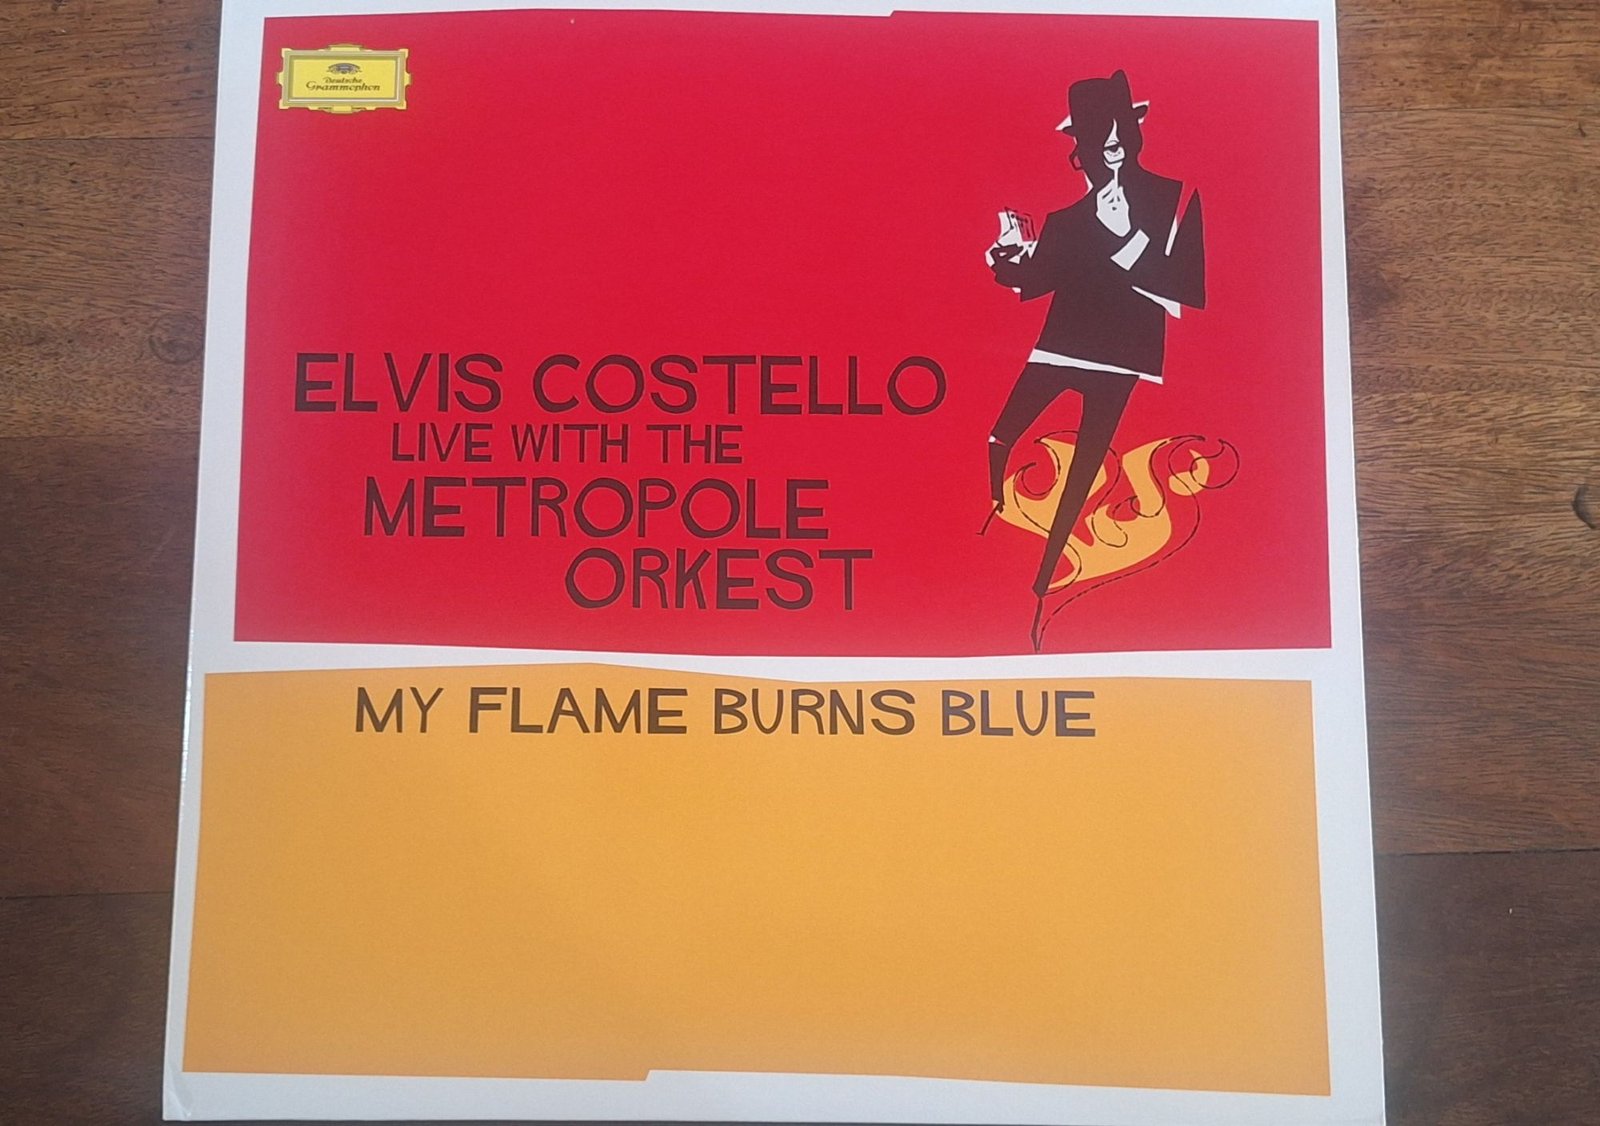 Deutsche
Grammophon
ELVIS COSTELLO
LIVE WITH THE
METROPOLE
ORKEST
MY FLAME BURNS BLUE